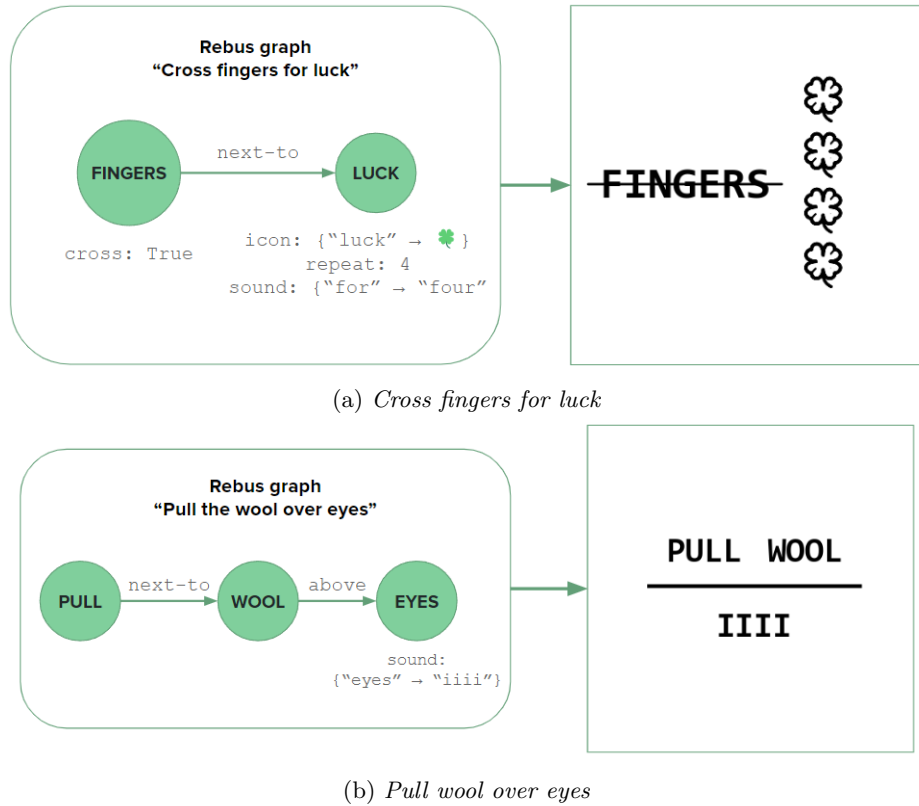 Rebus graph
“Cross fingers for luck”
FINGERS
next-to
LUCK
cross: True
icon: {“luck” → 🍀 }
repeat: 4
sound: {“for” → “four”
FINGERS
(a) Cross fingers for luck
Rebus graph
“Pull the wool over eyes”
PULL
next-to
WOOL
above
EYES
sound:
{“eyes” → “iiii”}
PULL WOOL
IIII
(b) Pull wool over eyes